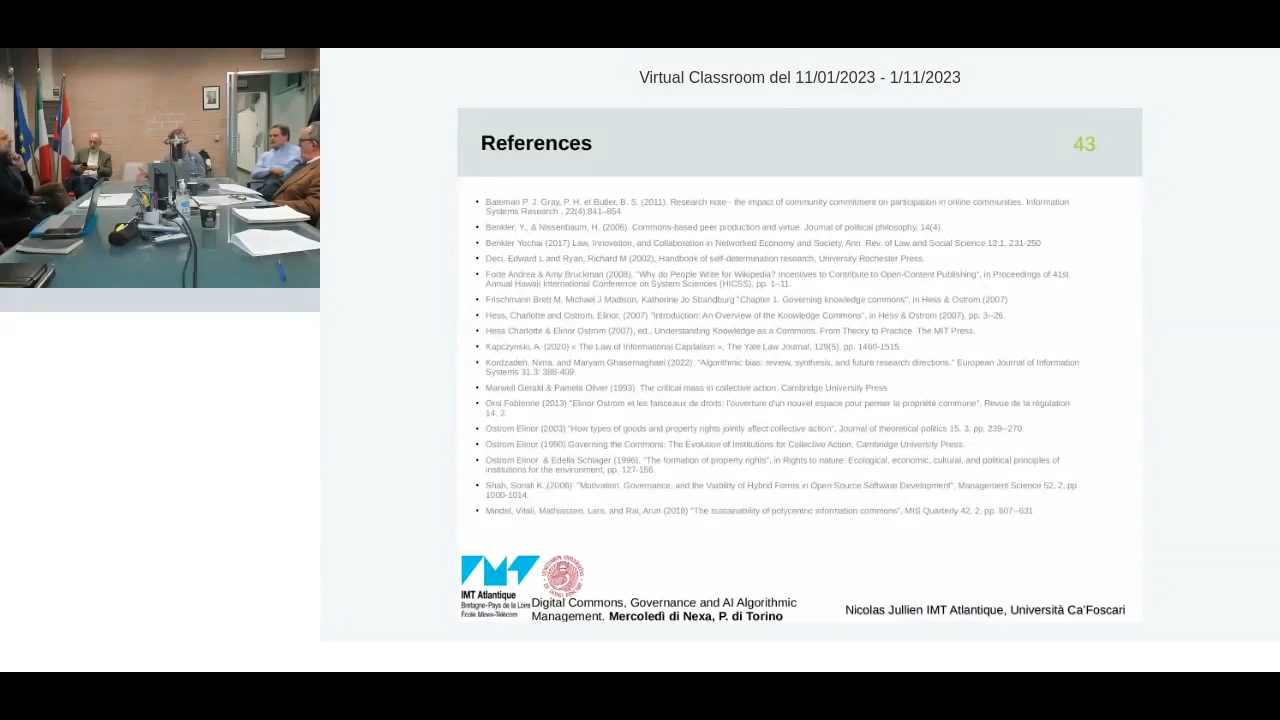 Virtual Classroom del 11/01/2023 - 1/11/2023
References
43
• Bateman P. J. Gray, P. H. et Butler, B. S. (2011). Research note - the impact of community commitment on participation in online communities. Information
Systems Research , 22(4):841–854
• Benkler, Y., & Nissenbaum, H. (2006). Commons-based peer production and virtue. Journal of political philosophy, 14(4).
• Benkler Yochai (2017) Law, Innovation, and Collaboration in Networked Economy and Society, Ann. Rev. of Law and Social Science 13:1, 231-250
• Deci, Edward L and Ryan, Richard M (2002), Handbook of self-determination research. University Rochester Press.
• Forte Andrea & Amy Bruckman (2008), "Why do People Write for Wikipedia? Incentives to Contribute to Open-Content Publishing", in Proceedings of 41st
Annual Hawaii International Conference on System Sciences (HICSS), pp. 1–11.
• Frischmann Brett M, Michael J Madison, Katherine Jo Strandburg "Chapter 1. Governing knowledge commons", in Hess & Ostrom (2007)
• Hess, Charlotte and Ostrom, Elinor, (2007) "Introduction: An Overview of the Knowledge Commons", in Hess & Ostrom (2007), pp. 3--26.
• Hess Charlotte & Elinor Ostrom (2007), ed., Understanding Knowledge as a Commons. From Theory to Practice. The MIT Press.
• Kapczynski, A. (2020) « The Law of Informational Capitalism ». The Yale Law Journal, 129(5), pp. 1460-1515.
• Kordzadeh, Nima, and Maryam Ghasemaghaei (2022). "Algorithmic bias: review, synthesis, and future research directions." European Journal of Information
Systems 31.3: 388-409.
• Marwell Gerald & Pamela Oliver (1993). The critical mass in collective action. Cambridge University Press
• Orsi Fabienne (2013) "Elinor Ostrom et les faisceaux de droits: l'ouverture d'un nouvel espace pour penser la propriété commune", Revue de la régulation
14, 2.
• Ostrom Elinor (2003) "How types of goods and property rights jointly affect collective action", Journal of theoretical politics 15, 3, pp. 239--270.
• Ostrom Elinor (1990) Governing the Commons: The Evolution of Institutions for Collective Action. Cambridge University Press.
• Ostrom Elinor & Edella Schlager (1996), "The formation of property rights", in Rights to nature: Ecological, economic, cultural, and political principles of
institutions for the environment, pp. 127-156.
• Shah, Sonali K.,(2006) "Motivation, Governance, and the Viability of Hybrid Forms in Open Source Software Development", Management Science 52, 2, pp.
1000-1014.
• Mindel, Vitali, Mathiassen, Lars, and Rai, Arun (2018) "The sustainability of polycentric information commons", MIS Quarterly 42, 2, pp. 607--631
IMT Atlantique
Bretagne-Pays de la Loire
École Mines-Télécom
Digital Commons, Governance and AI Algorithmic
Management. Mercoledì di Nexa, P. di Torino
Nicolas Jullien IMT Atlantique, Università Ca'Foscari